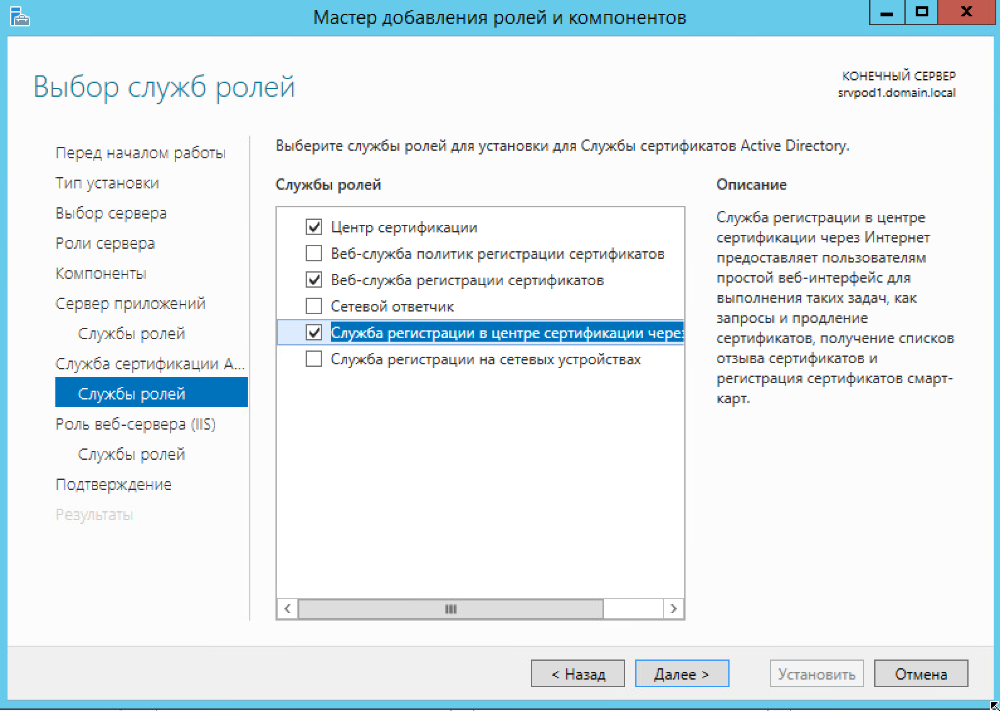 Мастер добавления ролей и компонентов
Выбор служб ролей
КОНЕЧНЫЙ СЕРВЕР
srvpod1.domain.local
Перед началом работы
Тип установки
Выбор сервера
Роли сервера
Компоненты
Сервер приложений
Службы ролей
Служба сертификации A...
Службы ролей
Роль веб-сервера (IIS)
Службы ролей
Подтверждение
Результаты
Выберите службы ролей для установки для Службы сертификатов Active Directory.
Службы ролей
Центр сертификации
Веб-служба политик регистрации сертификатов
Веб-служба регистрации сертификатов
Сетевой ответчик
Служба регистрации в центре сертификации через
Служба регистрации на сетевых устройствах
Описание
Служба регистрации в центре
сертификации через Интернет
предоставляет пользователям
простой веб-интерфейс для
выполнения таких задач, как
запросы и продление
сертификатов, получение списков
отзыва сертификатов и
регистрация сертификатов смарт-
карт.
< Назад
Далее >
Установить
Отмена